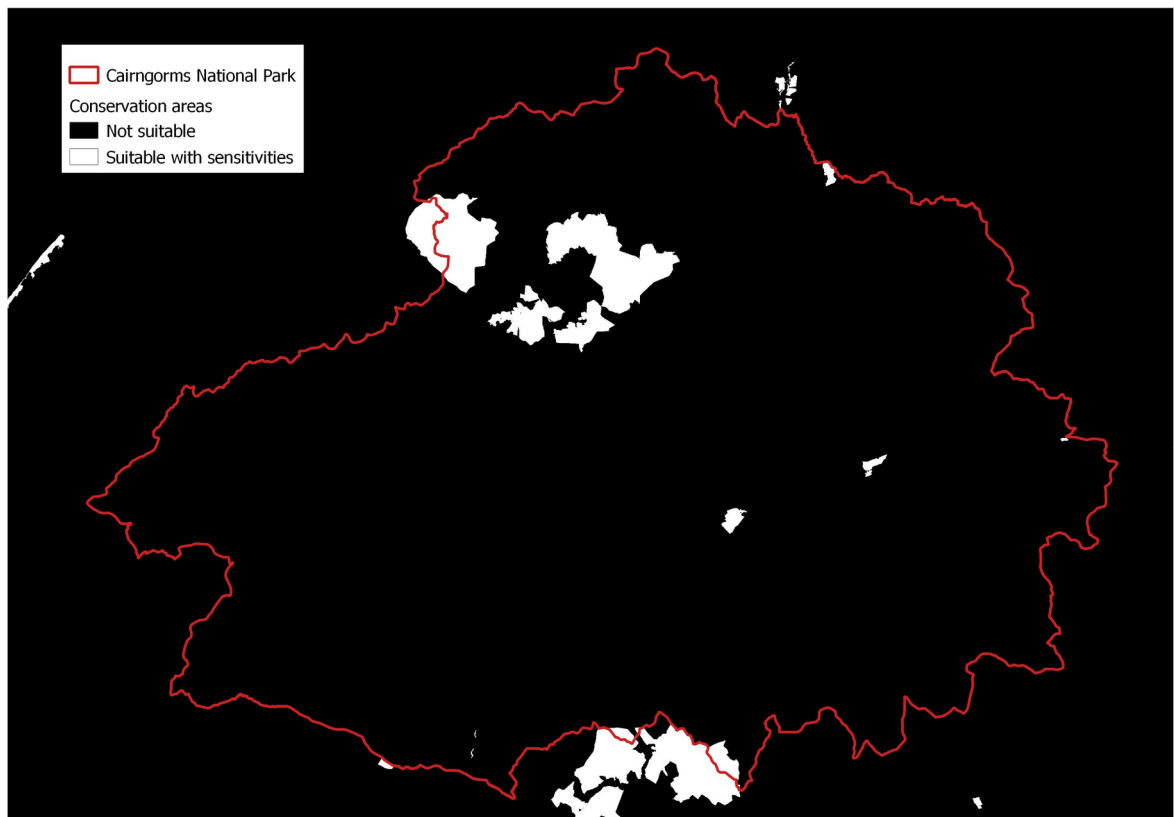 Cairngorms National Park
Conservation areas
Not suitable
Suitable with sensitivities